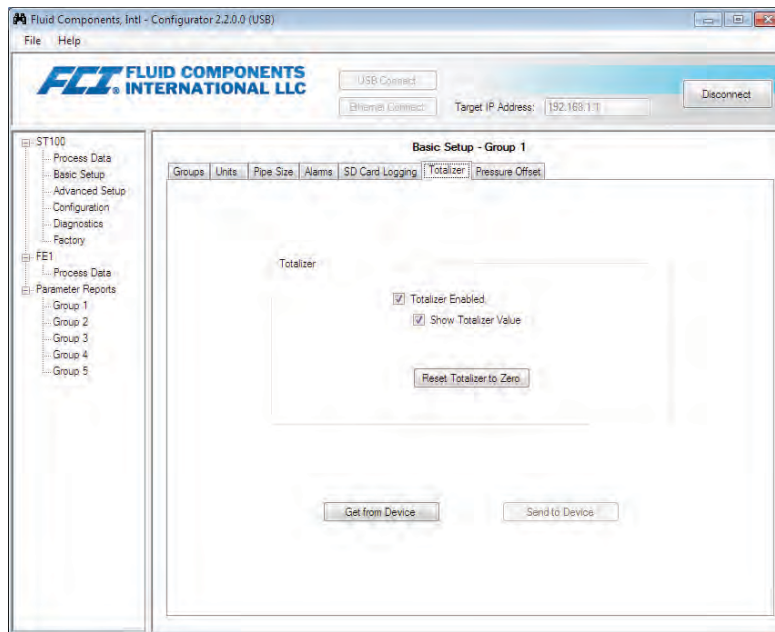 Fluid Components, Intl - Configurator 2.2.0.0 (USB)
File Help
FCI® FLUID COMPONENTS
INTERNATIONAL LLC
USB Connect
Ethernet Connect
Target IP Address: 192.168.1.1
Disconnect
ST100
Process Data
Basic Setup
Advanced Setup
Configuration
Diagnostics
Factory
FE1
Process Data
Parameter Reports
Group 1
Group 2
Group 3
Group 4
Group 5
Basic Setup - Group 1
Groups Units Pipe Size Alarms SD Card Logging Totalizer Pressure Offset
Totalizer
Totalizer Enabled
Show Totalizer Value
Reset Totalizer to Zero
Get from Device Send to Device